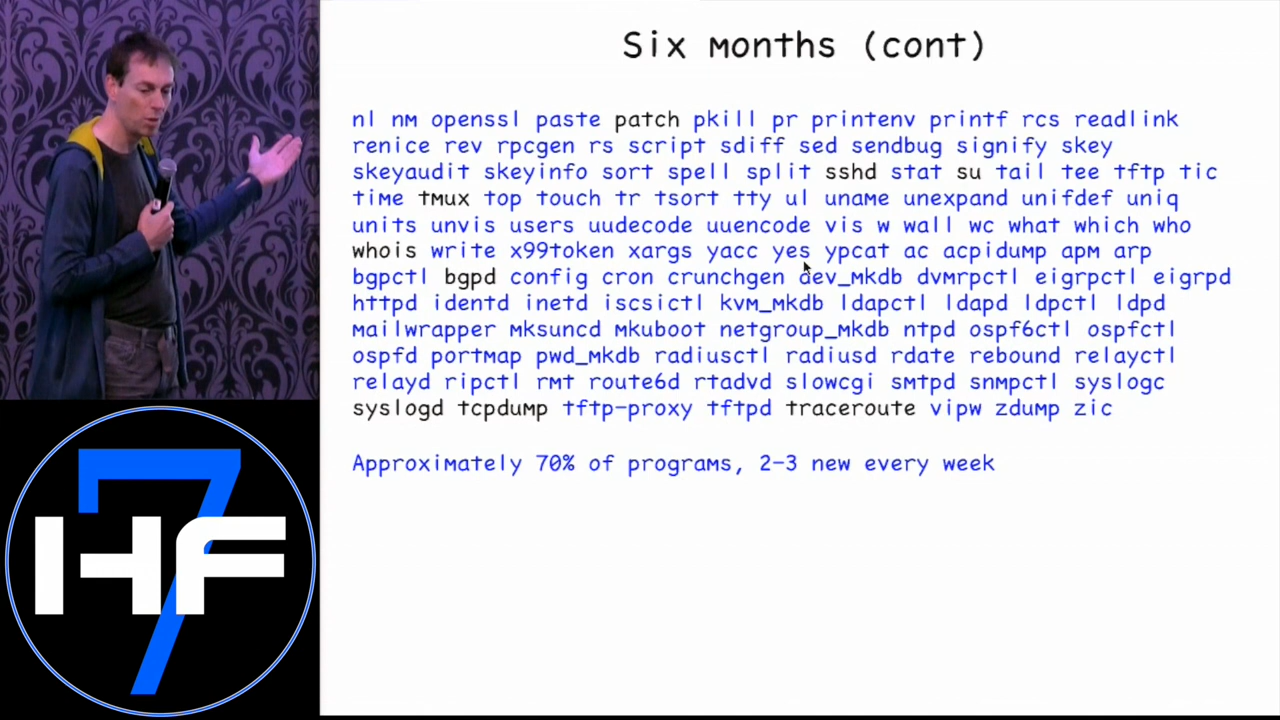 Six months (cont)
nl nm openssl paste patch pkill pr printenv printf rcs readlink
renice rev rpcgen rs script sdiff sed sendbug signify skey
skeyaudit skeyinfo sort spell split sshd stat su tail tee tftp tic
time tmux top touch tr tsort tty ul uname unexpand unifdef uniq
units unvis users uudecode uuencode vis w wall wc what which who
whois write x99token xargs yacc yes ypcat ac acpidump apm arp
bgpctl bgpd config cron crunchgen dev_mkdb dvmrpctl eigrpctl eigrpd
httpd identd inetd iscsictl kvm_mkdb ldapctl ldapd ldpctl ldpd
mailwrapper mksuncd mkuboot netgroup_mkdb ntpd ospf6ctl ospfctl
ospfd portmap pwd_mkdb radiusctl radiusd rdate rebound relayctl
relayd ripctl rmt route6d rtadvd slowcgi smtpd snmpctl syslogc
syslogd tcpdump tftp-proxy tftpd traceroute vipw zdump zic
Approximately 70% of programs, 2-3 new every week
7
HF